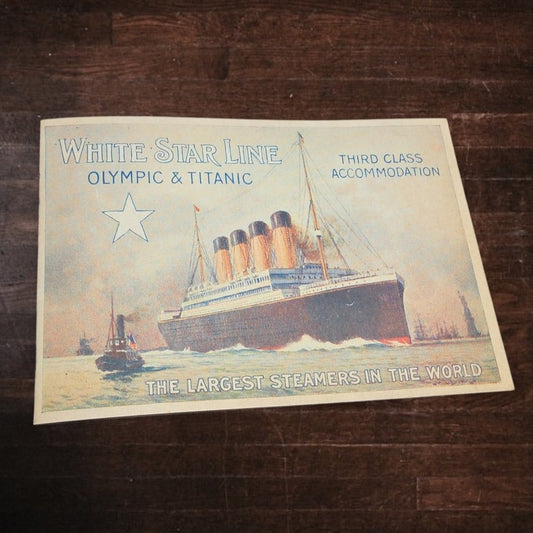 WHITE STAR LINE
OLYMPIC & TITANIC
THIRD CLASS
ACCOMMODATION
THE LARGEST STEAMERS IN THE WORLD